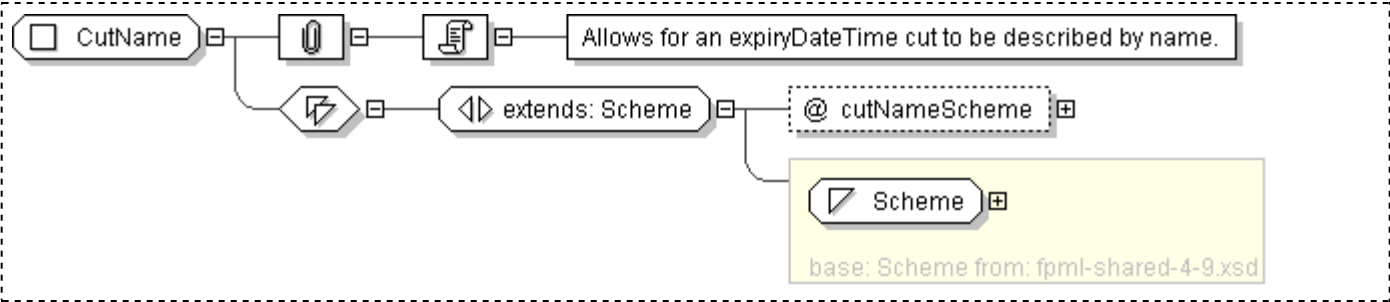 CutName
Allows for an expiryDateTime cut to be described by name.
extends: Scheme
@ cutNameScheme
Scheme
base: Scheme from: fpml-shared-4-9.xsd